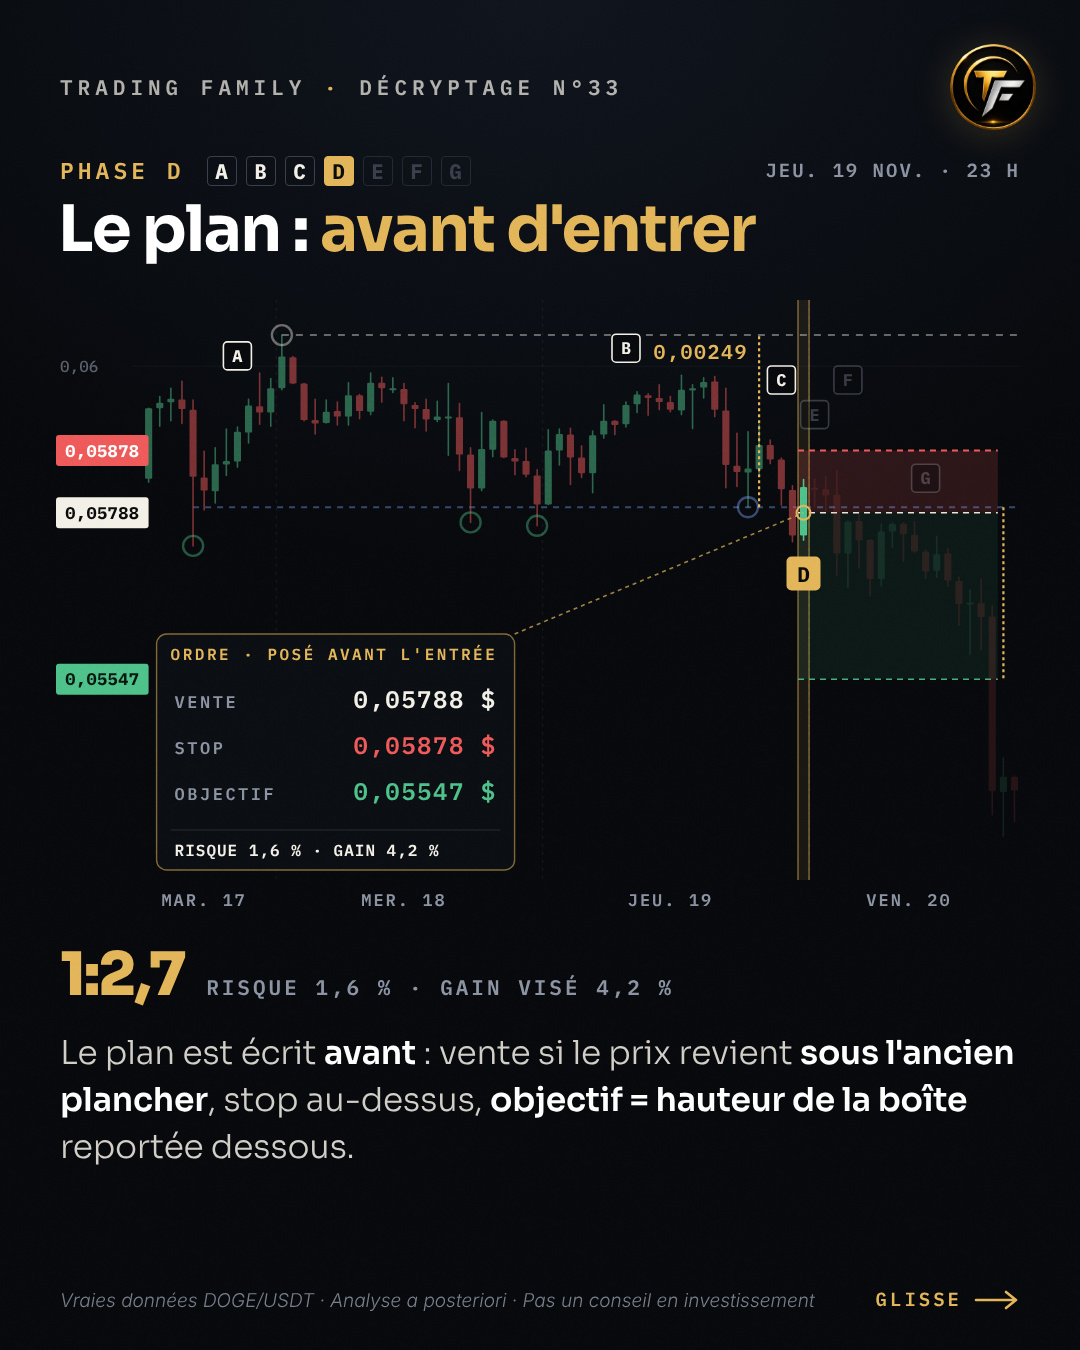 TRADING FAMILY · DÉCRYPTAGE N°33
TF
PHASE D A B C D E F G
JEU. 19 NOV. · 23 H
Le plan : avant d'entrer
A
B 0,00249
C
F
E
0,06
0,05878
G
0,05788
D
ORDRE · POSÉ AVANT L'ENTRÉE
0,05547
VENTE 0,05788 $
STOP 0,05878 $
OBJECTIF 0,05547 $
RISQUE 1,6 % · GAIN 4,2 %
MAR. 17 MER. 18 JEU. 19 VEN. 20
1:2,7 RISQUE 1,6 % · GAIN VISÉ 4,2 %
Le plan est écrit avant : vente si le prix revient sous l'ancien
plancher, stop au-dessus, objectif = hauteur de la boîte
reportée dessous.
Vraies données DOGE/USDT · Analyse a posteriori · Pas un conseil en investissement
GLISSE →